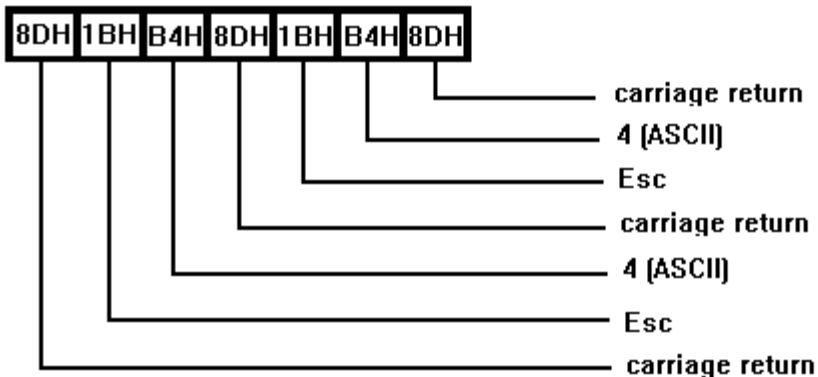 8DH 1BH B4H 8DH 1BH B4H 8DH
carriage return
4 (ASCII)
Esc
carriage return
4 (ASCII)
Esc
carriage return